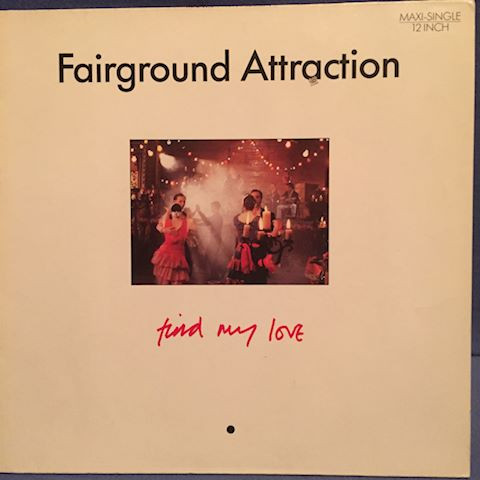 MAXI-SINGLE
12 INCH
Fairground Attraction
find my love